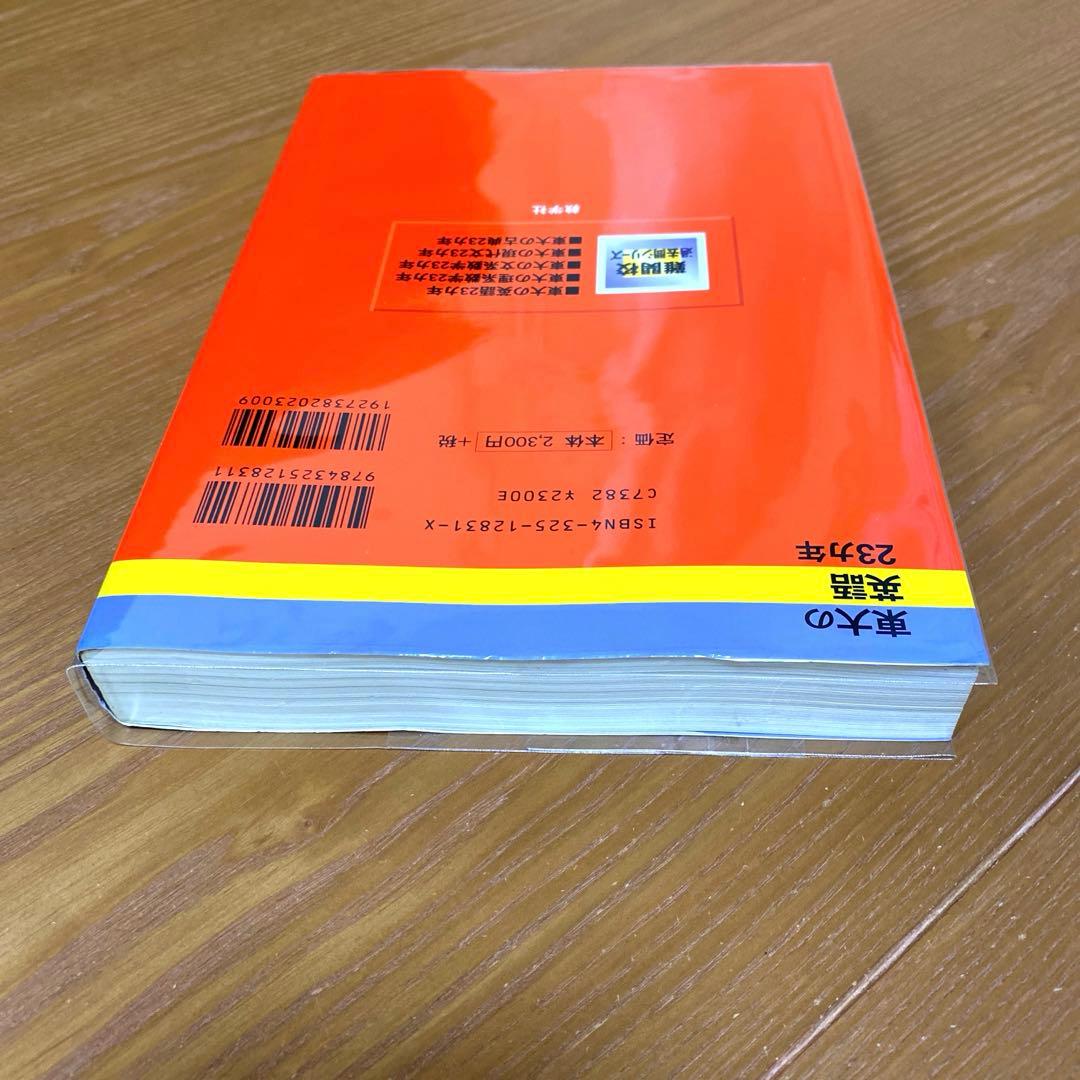 東大の
英語
23カ年
ISBN4-325-12831-X
C7382 ¥2300E
定価：本体 2,300円 +税
9784325128311
1927382023009
難関校
過去問シリーズ
■東大の英語23カ年
■東大の理系数学23カ年
■東大の文系数学23カ年
■東大の現代文23カ年
■東大の古典23カ年
教学社